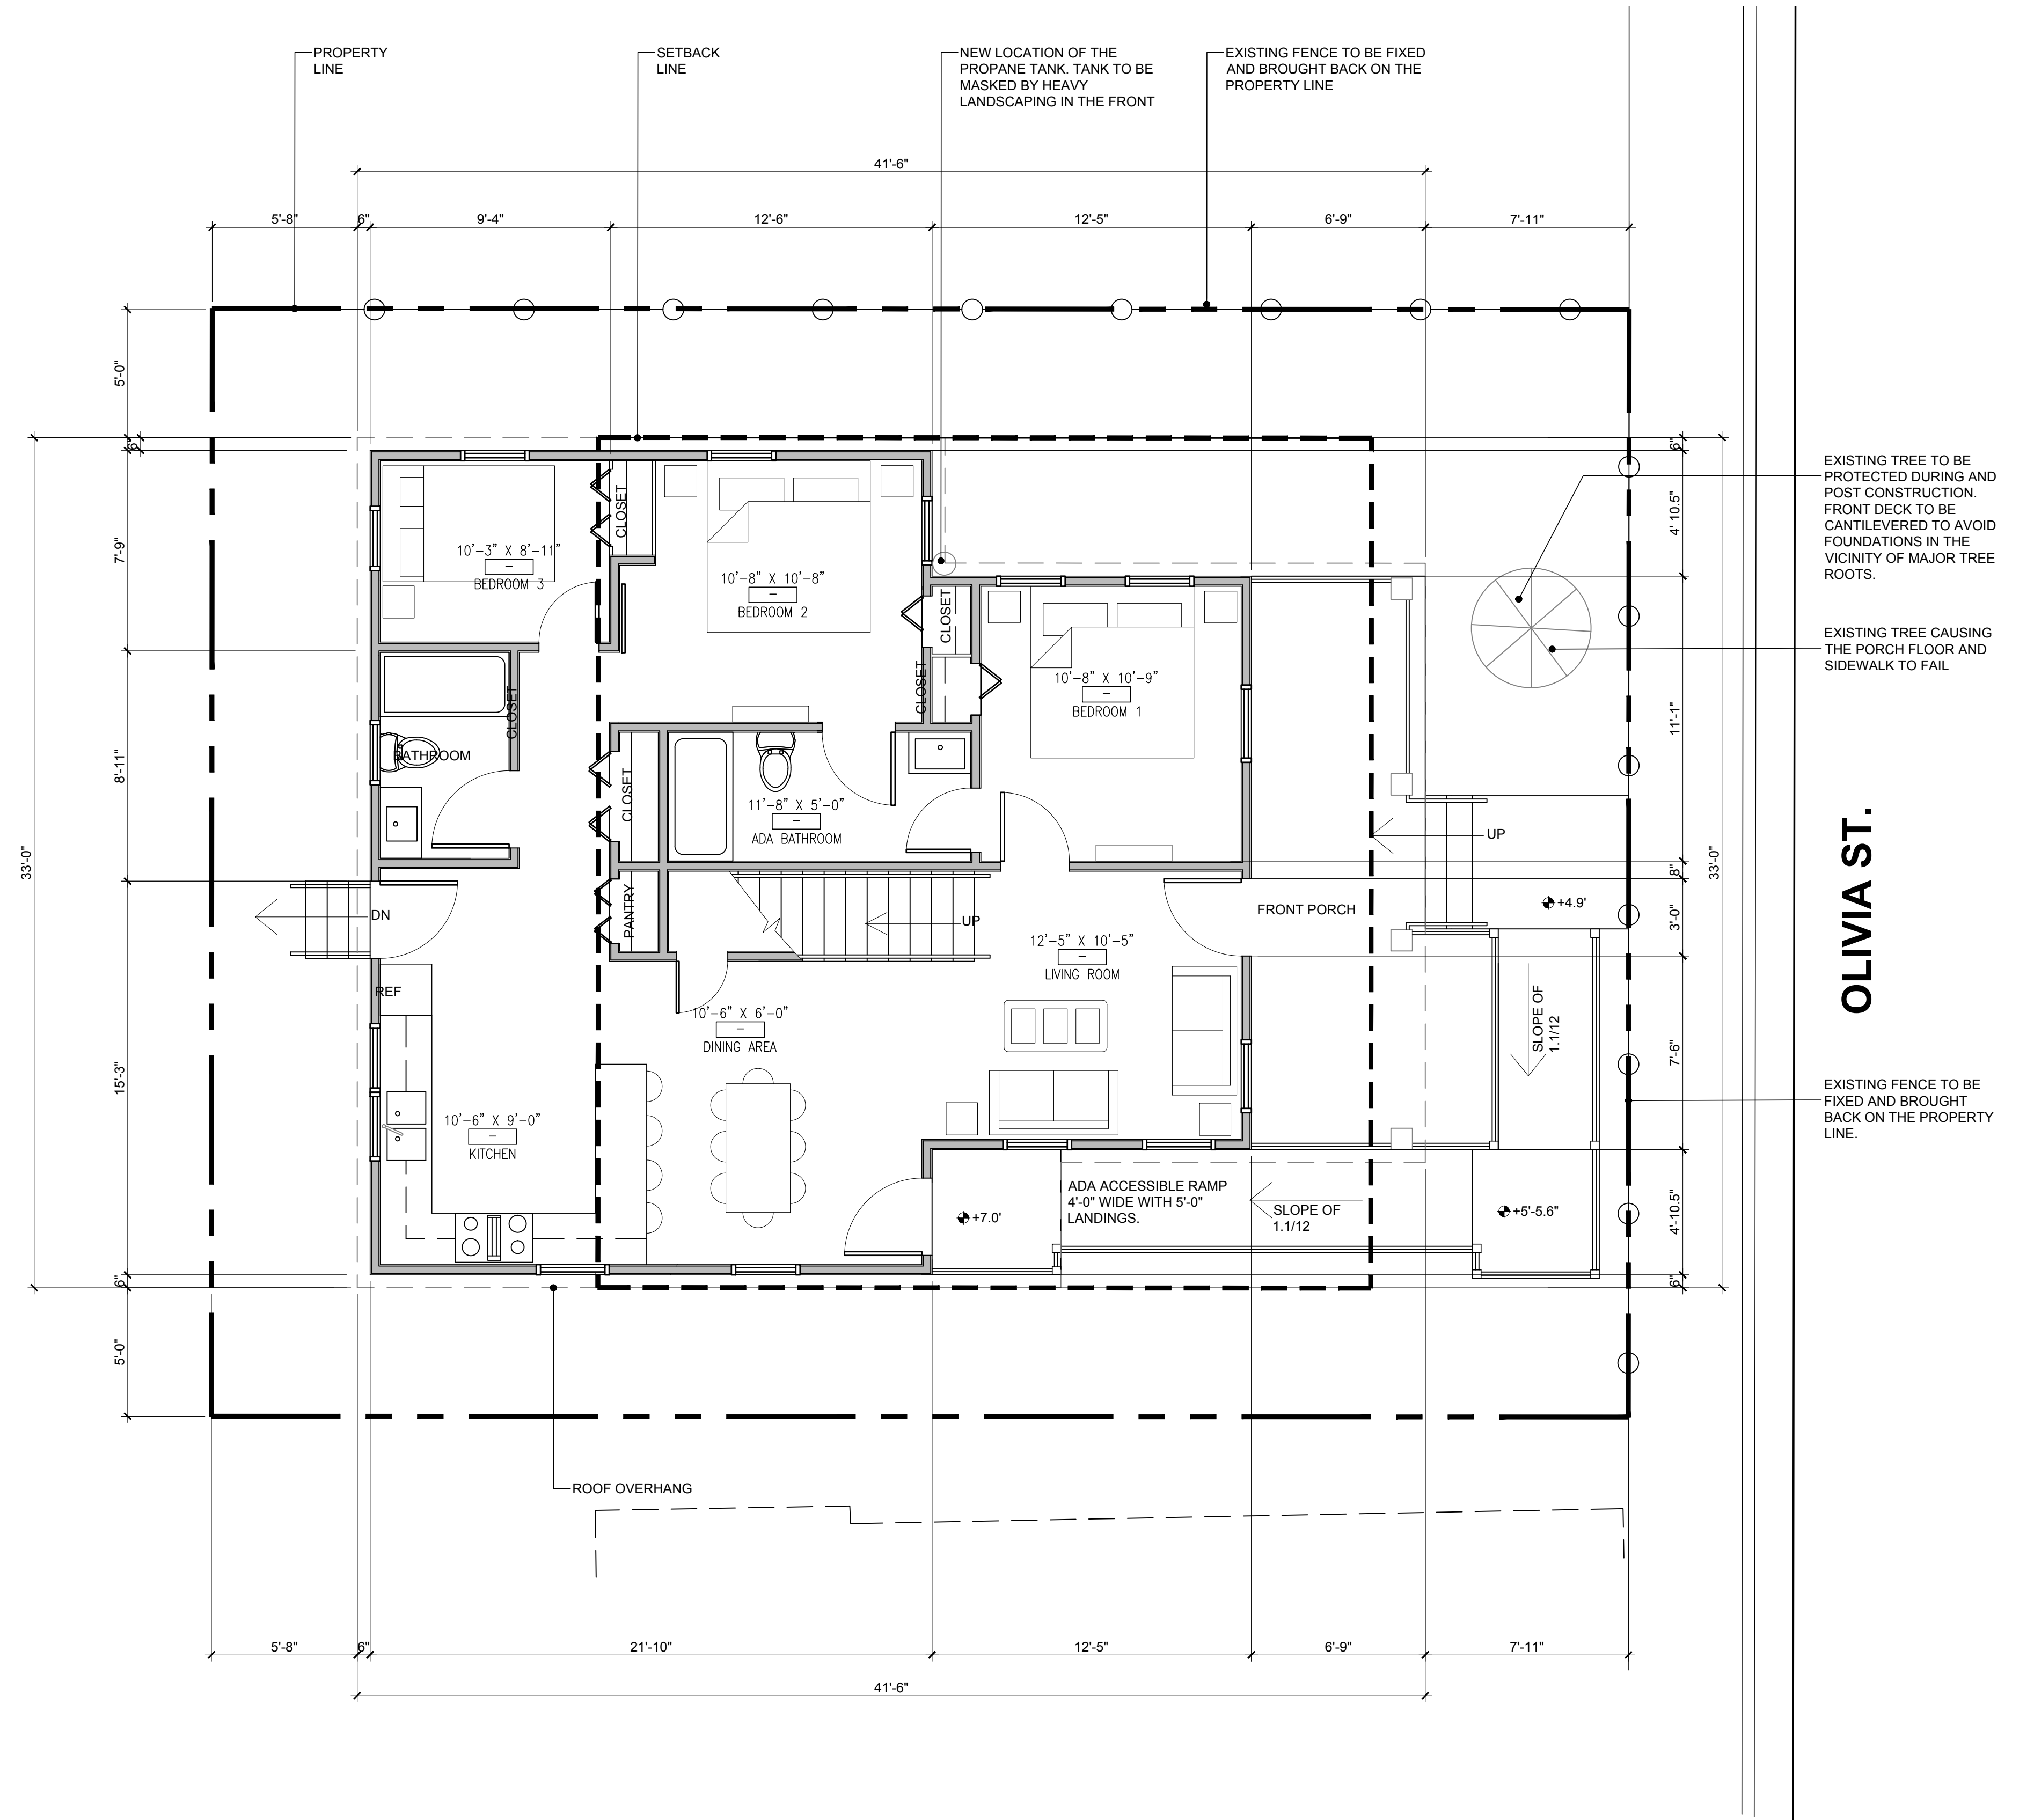 PROPERTY
LINE
SETBACK
LINE
NEW LOCATION OF THE
PROPANE TANK. TANK TO BE
MASKED BY HEAVY
LANDSCAPING IN THE FRONT
EXISTING FENCE TO BE FIXED
AND BROUGHT BACK ON THE
PROPERTY LINE
41'-6"
5'-8"
6"
9'-4"
12'-6"
12'-5"
6'-9"
7'-11"
5'-0"
6"
7'-9"
8'-11"
15'-3"
6"
5'-0"
33'-0"
10'-3" X 8'-11"
-
BEDROOM 3
CLOSET
10'-8" X 10'-8"
-
BEDROOM 2
CLOSET
CLOSET
10'-8" X 10'-9"
-
BEDROOM 1
CLOSET
BATHROOM
CLOSET
11'-8" X 5'-0"
-
ADA BATHROOM
PANTRY
DN
UP
UP
FRONT PORCH
+4.9'
12'-5" X 10'-5"
-
LIVING ROOM
REF
10'-6" X 6'-0"
-
DINING AREA
10'-6" X 9'-0"
-
KITCHEN
SLOPE OF
1.1/12
ADA ACCESSIBLE RAMP
4'-0" WIDE WITH 5'-0"
LANDINGS.
SLOPE OF
1.1/12
+7.0'
+5'-5.6"
6"
4' 10.5"
11'-1"
8"
3'-0"
7'-6"
4'-10.5"
6"
33'-0"
EXISTING TREE TO BE
PROTECTED DURING AND
POST CONSTRUCTION.
FRONT DECK TO BE
CANTILEVERED TO AVOID
FOUNDATIONS IN THE
VICINITY OF MAJOR TREE
ROOTS.
EXISTING TREE CAUSING
THE PORCH FLOOR AND
SIDEWALK TO FAIL
OLIVIA ST.
EXISTING FENCE TO BE
FIXED AND BROUGHT
BACK ON THE PROPERTY
LINE.
ROOF OVERHANG
5'-8"
6"
21'-10"
12'-5"
6'-9"
7'-11"
41'-6"